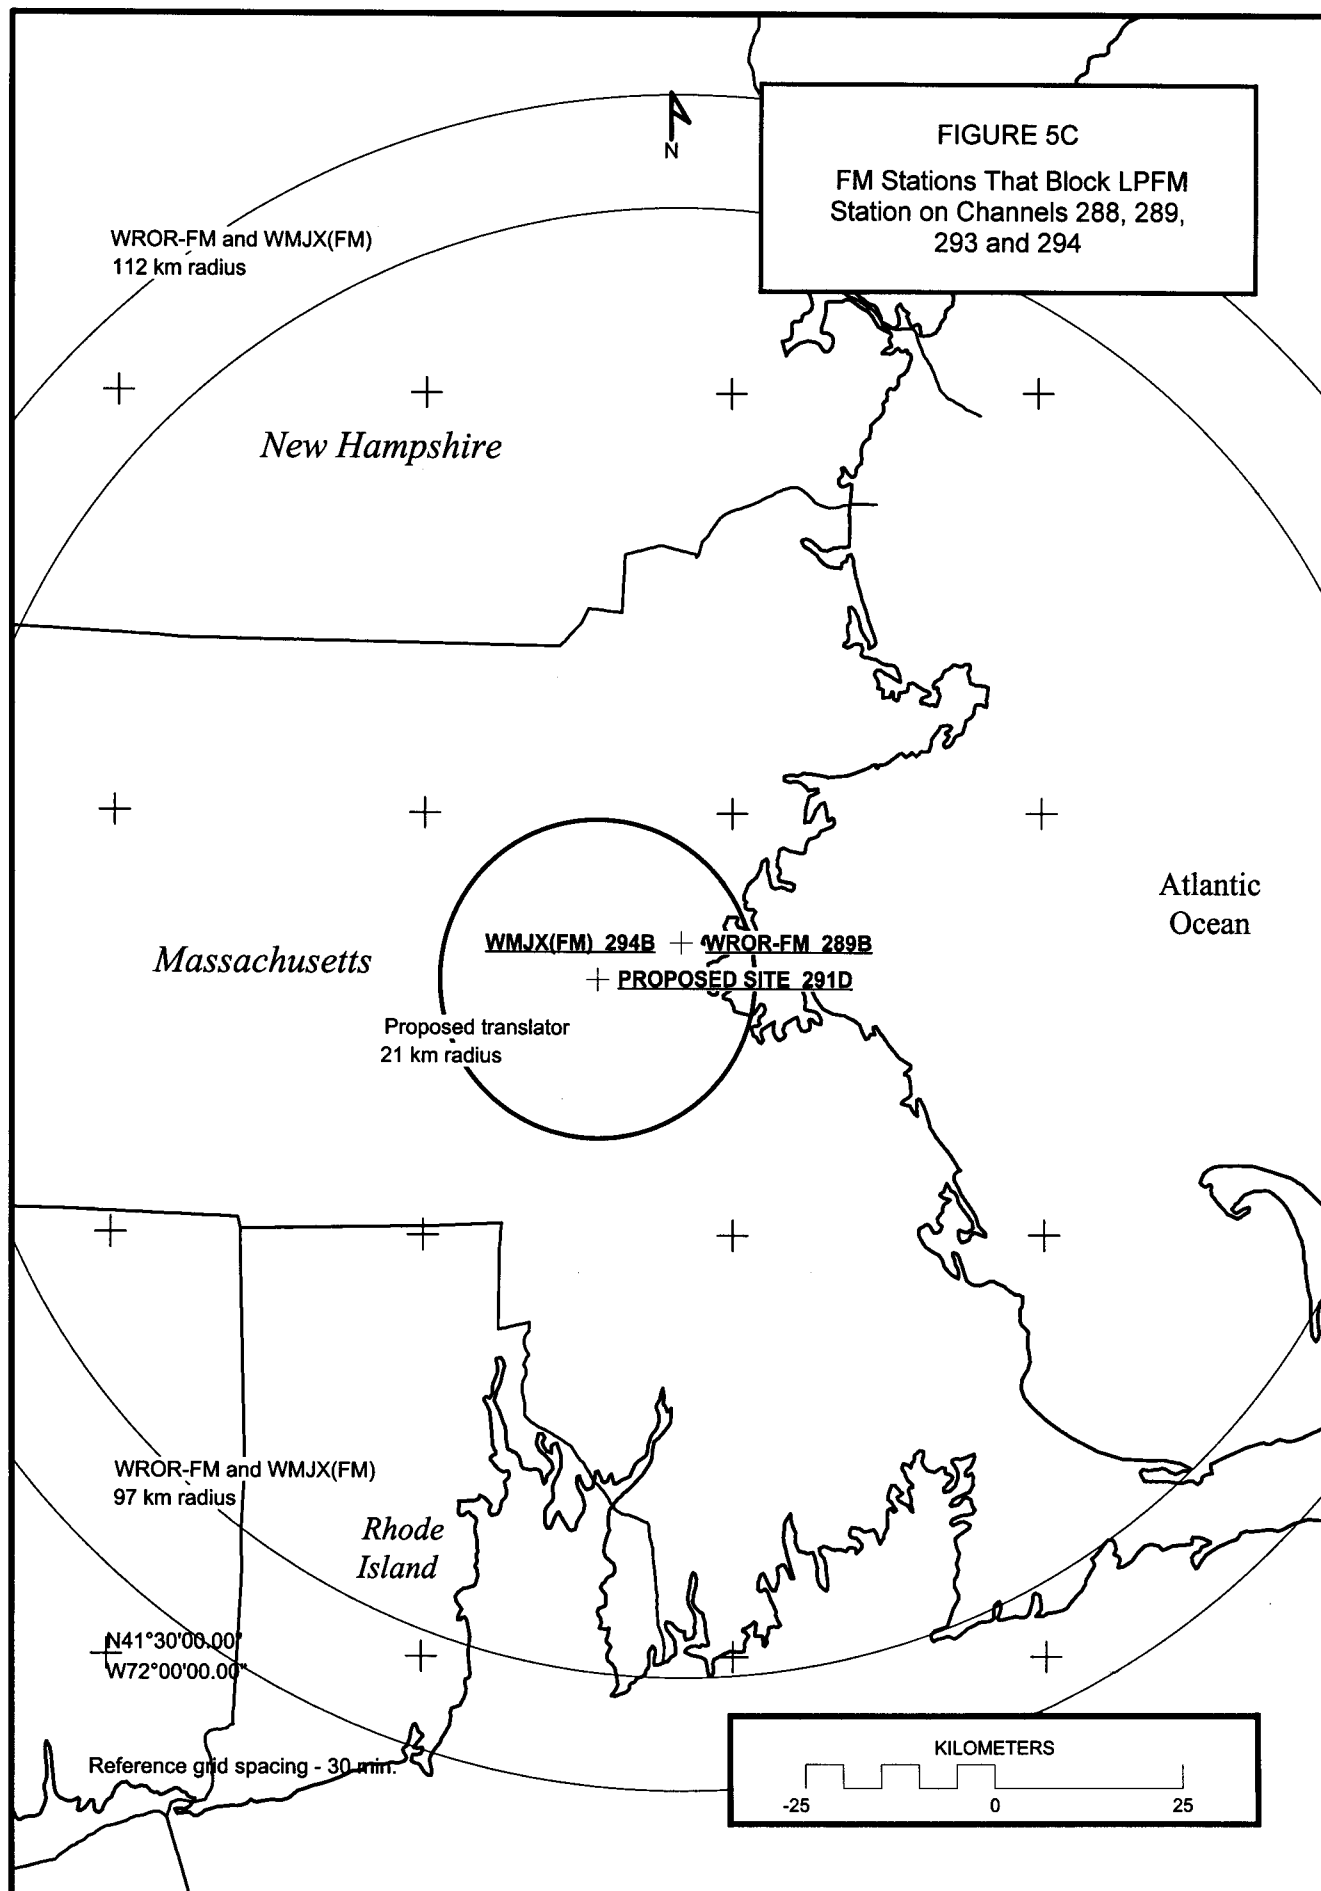 FIGURE 5C
FM Stations That Block LPFM
Station on Channels 288, 289,
293 and 294
N
WROR-FM and WMJX(FM)
112 km radius
New Hampshire
Atlantic
Ocean
Massachusetts
WMJX(FM) 294B
WROR-FM 289B
PROPOSED SITE 291D
Proposed translator
21 km radius
WROR-FM and WMJX(FM)
97 km radius
Rhode
Island
N41°30'00.00"
W72°00'00.00"
Reference grid spacing - 30 min.
KILOMETERS
-25 0 25